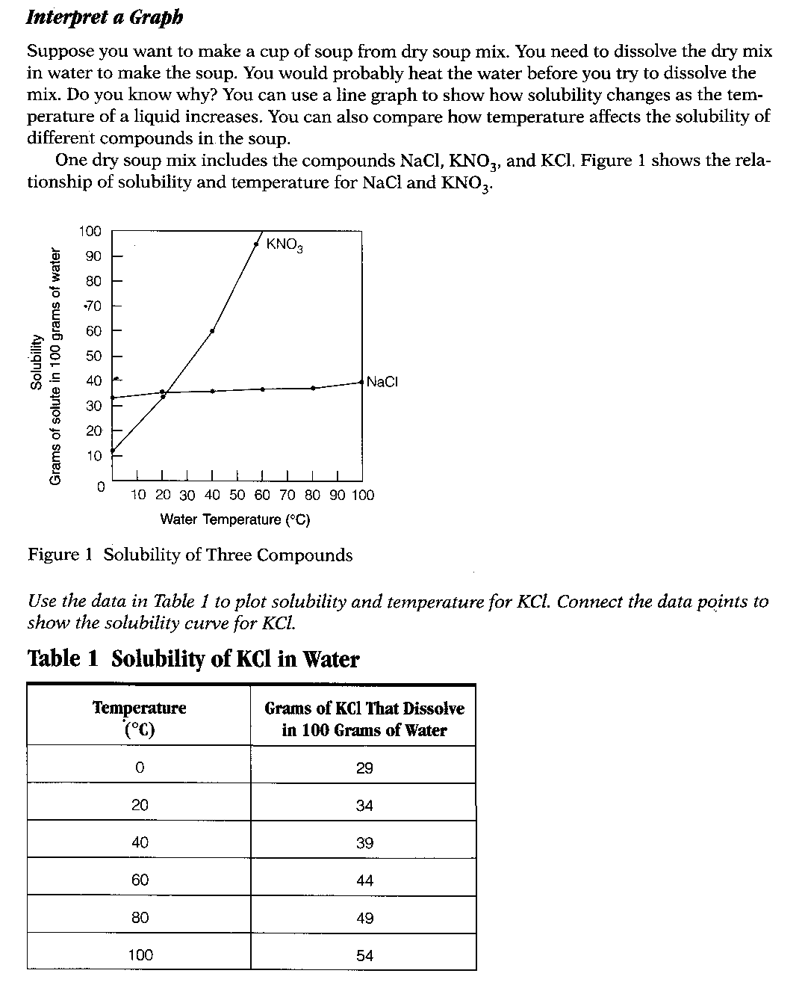 Interpret a Graph
Suppose you want to make a cup of soup from dry soup mix. You need to dissolve the dry mix
in water to make the soup. You would probably heat the water before you try to dissolve the
mix. Do you know why? You can use a line graph to show how solubility changes as the tem-
perature of a liquid increases. You can also compare how temperature affects the solubility of
different compounds in the soup.
One dry soup mix includes the compounds NaCl, KNO₃, and KCl. Figure 1 shows the rela-
tionship of solubility and temperature for NaCl and KNO₃.
Solubility
Grams of solute in 100 grams of water
100
90
80
70
60
50
40
30
20
10
0
KNO₃
NaCl
10 20 30 40 50 60 70 80 90 100
Water Temperature (°C)
Figure 1 Solubility of Three Compounds
Use the data in Table 1 to plot solubility and temperature for KCl. Connect the data points to
show the solubility curve for KCl.
Table 1 Solubility of KCl in Water
Temperature
(°C)
Grams of KCl That Dissolve
in 100 Grams of Water
0 29
20 34
40 39
60 44
80 49
100 54